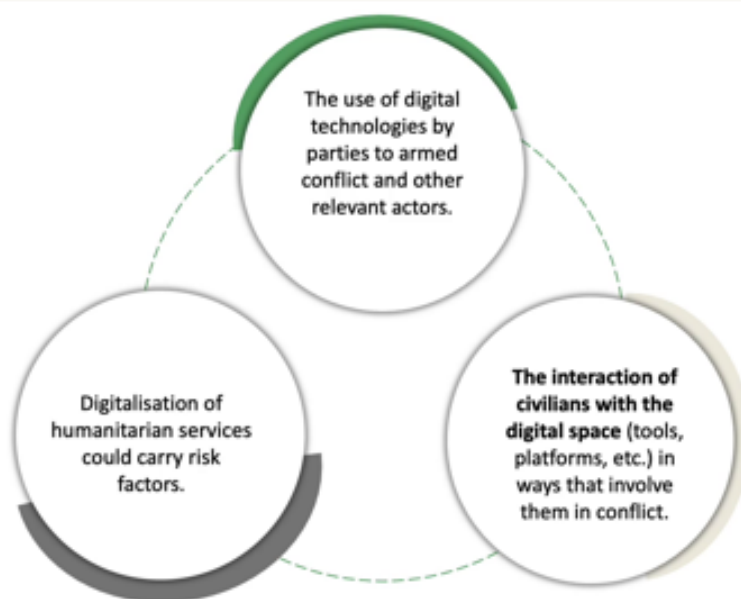 The use of digital
technologies by
parties to armed
conflict and other
relevant actors.
Digitalisation of
humanitarian services
could carry risk
factors.
The interaction of
civilians with the
digital space (tools,
platforms, etc.) in
ways that involve
them in conflict.